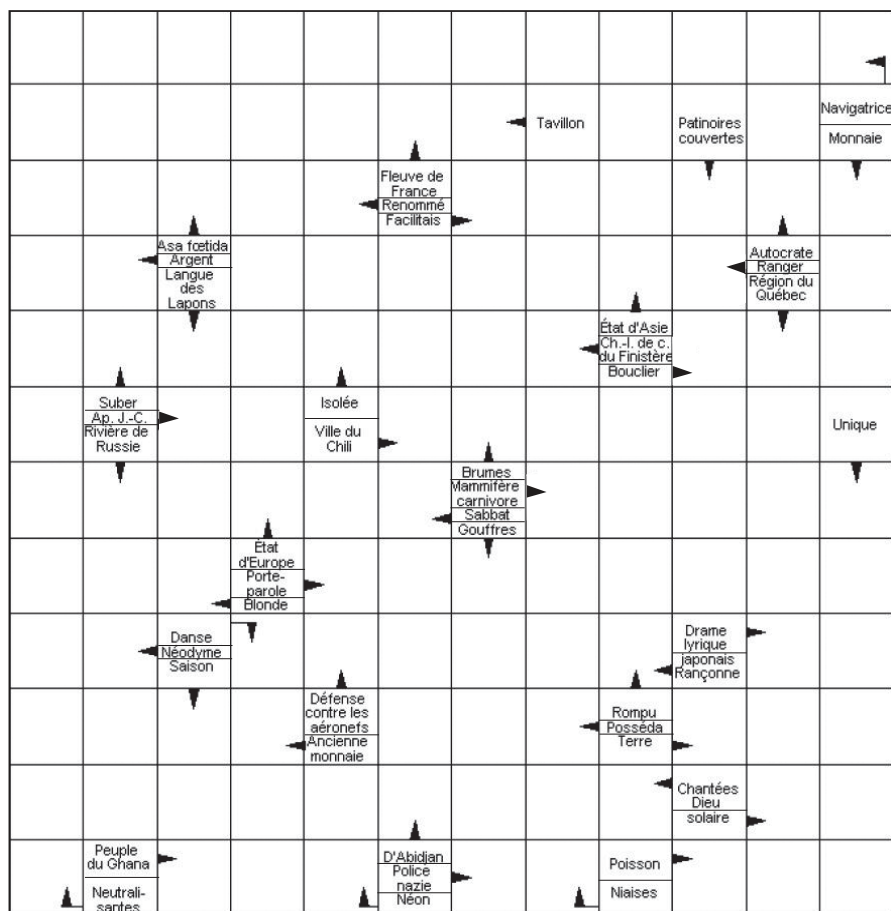 Navigatrice
Monnaie
Tavillon
Patinoires
couvertes
Fleuve de
France
Renommé
Facilitais
Asa fœtida
Argent
Langue
des
Lapons
Autocrate
Ranger
Région du
Québec
État d'Asie
Ch.-l. de c.
du Finistère
Bouclier
Suber
Ap. J.-C.
Rivière de
Russie
Isolée
Ville du
Chili
Unique
Brumes
Mammifère
carnivore
Sabbat
Gouffres
État
d'Europe
Porte-
parole
Blonde
Danse
Néodyme
Saison
Drame
lyrique
japonais
Rançonne
Défense
contre les
aéronefs
Ancienne
monnaie
Rompu
Posséda
Terre
Chantées
Dieu
solaire
Peuple
du Ghana
Neutrali-
santes
D'Abidjan
Police
nazie
Néon
Poisson
Niaises